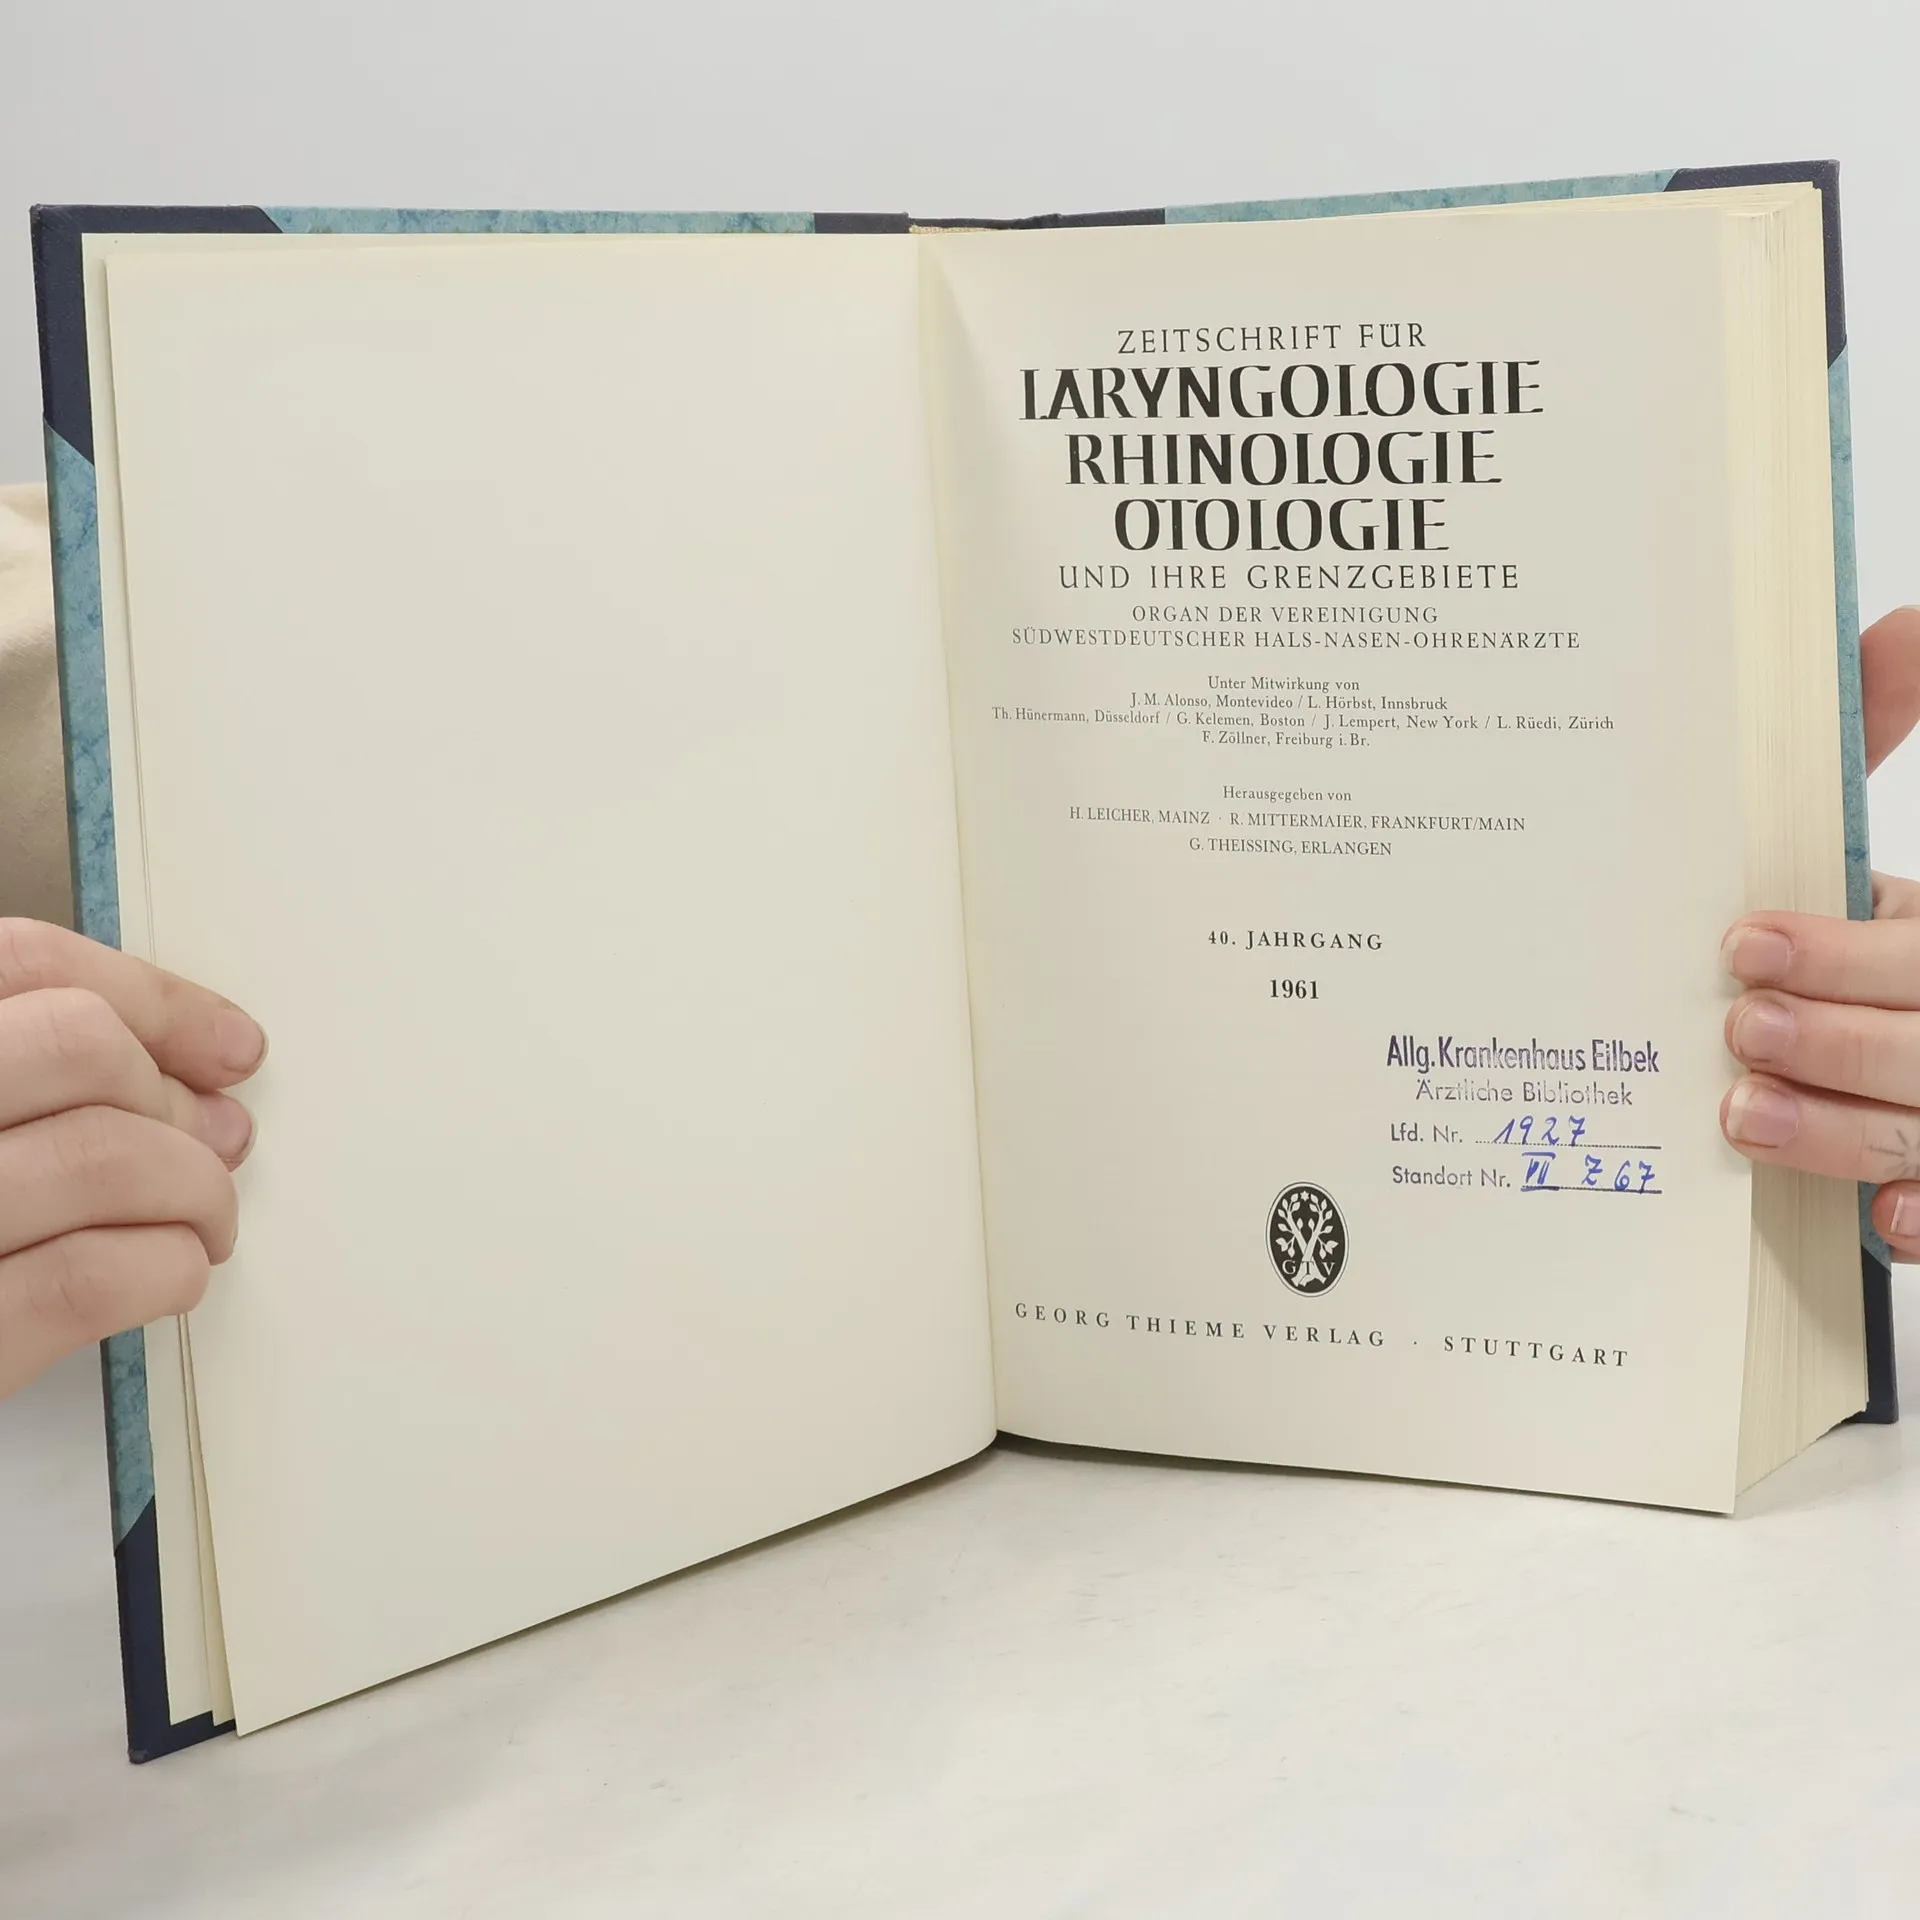 ZEITSCHRIFT FÜR
LARYNGOLOGIE
RHINOLOGIE
OTOLOGIE
UND IHRE GRENZGEBIETE
ORGAN DER VEREINIGUNG
SÜDWESTDEUTSCHER HALS-NASEN-OHRENÄRZTE
Unter Mitwirkung von
J. M. Alonso, Montevideo / L. Hörbst, Innsbruck
Th. Hünermann, Düsseldorf / G. Kelemen, Boston / J. Lempert, New York / L. Rüedi, Zürich
F. Zöllner, Freiburg i. Br.
Herausgegeben von
H. LEICHER, MAINZ · R. MITTERMAIER, FRANKFURT/MAIN
G. THEISSING, ERLANGEN
40. JAHRGANG
1961
Allg. Krankenhaus Eilbek
Ärztliche Bibliothek
Lfd. Nr. 1927
Standort Nr. VII Z 67
GTV
GEORG THIEME VERLAG · STUTTGART